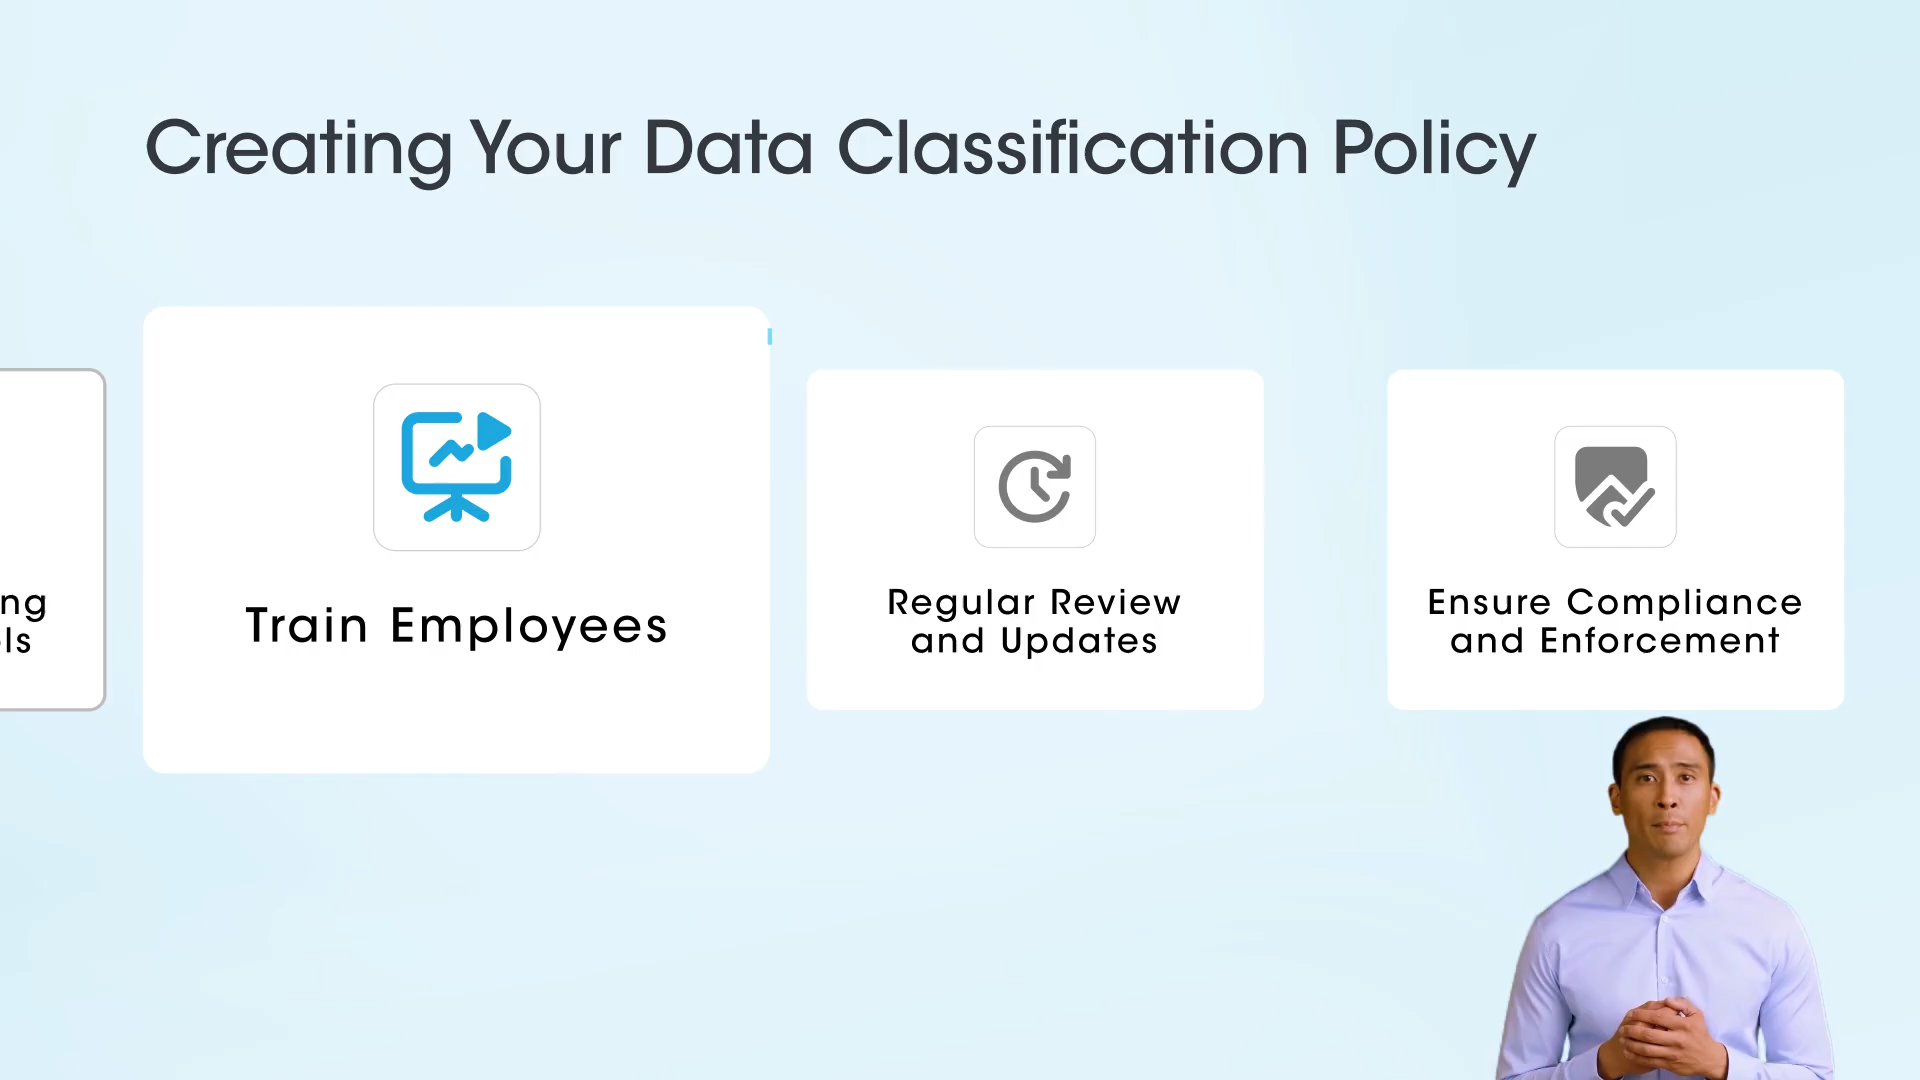 Creating Your Data Classification Policy
Train Employees
Regular Review
and Updates
Ensure Compliance
and Enforcement